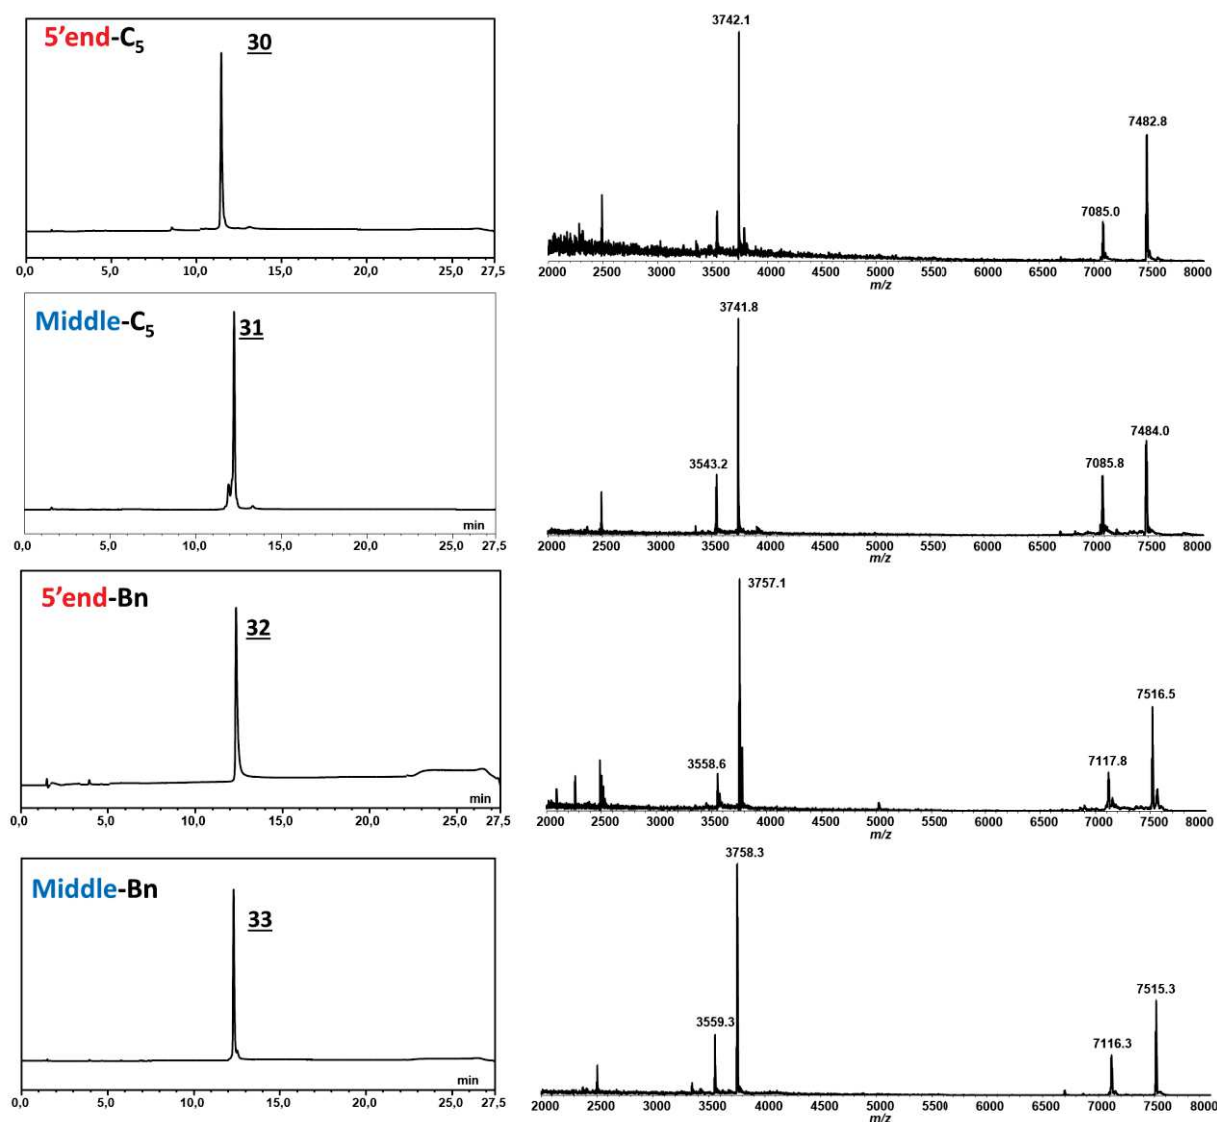 5'end-C5 30
0,0 5,0 10,0 15,0 20,0 25,0 27,5
3742.1
7482.8
7085.0
2000 2500 3000 3500 4000 4500 5000 5500 6000 6500 7000 7500 8000
m/z
Middle-C5 31
min
0,0 5,0 10,0 15,0 20,0 25,0 27,5
3741.8
3543.2
7484.0
7085.8
2000 2500 3000 3500 4000 4500 5000 5500 6000 6500 7000 7500 8000
m/z
5'end-Bn
32
min
0,0 5,0 10,0 15,0 20,0 25,0 27,5
3757.1
7516.5
3558.6
7117.8
2000 2500 3000 3500 4000 4500 5000 5500 6000 6500 7000 7500 8000
m/z
Middle-Bn
33
min
0,0 5,0 10,0 15,0 20,0 25,0 27,5
3758.3
7515.3
3559.3
7116.3
2000 2500 3000 3500 4000 4500 5000 5500 6000 6500 7000 7500 8000
m/z